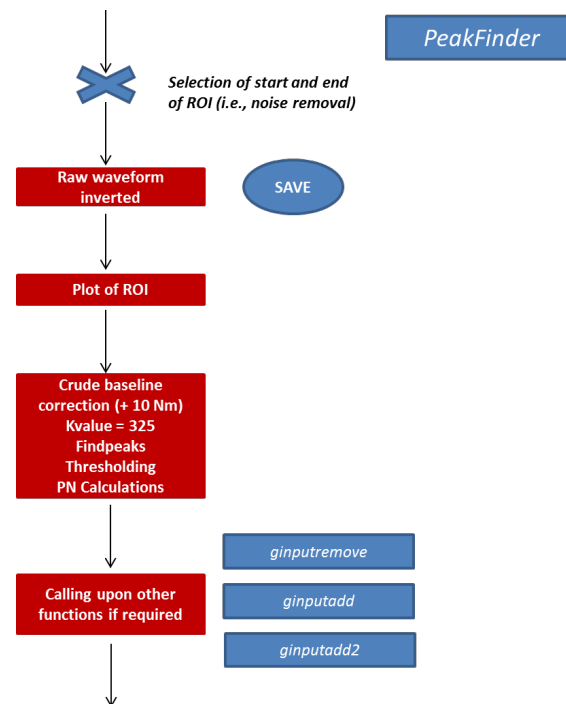 PeakFinder
Selection of start and end
of ROI (i.e., noise removal)
Raw waveform
inverted
SAVE
Plot of ROI
Crude baseline
correction (+ 10 Nm)
Kvalue = 325
Findpeaks
Thresholding
PN Calculations
ginputremove
Calling upon other
functions if required
ginputadd
ginputadd2